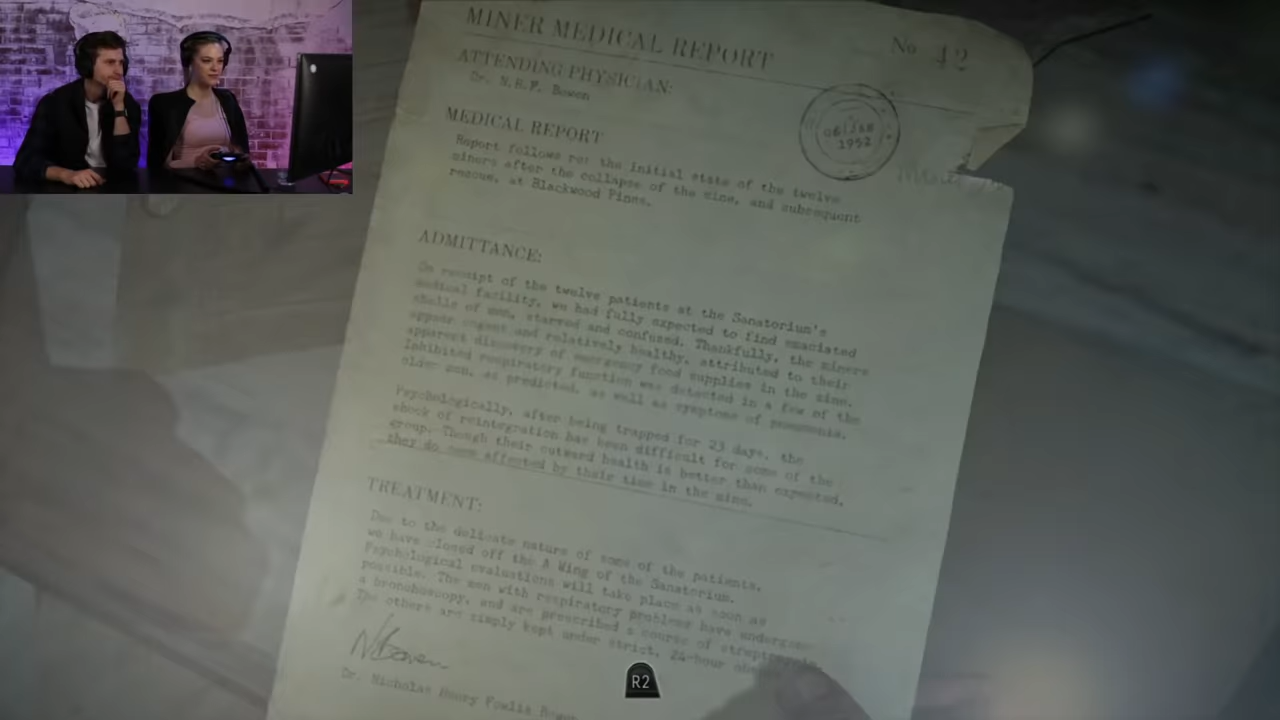 MINER MEDICAL REPORT
No. 42
ATTENDING PHYSICIAN:
Dr. N.H.F. Bowen
06 JAN
1952
MEDICAL REPORT
Report follows re: the initial state of the twelve
miners after the collapse of the mine, and subsequent
rescue, at Blackwood Pines.
ADMITTANCE:
On receipt of the twelve patients at the Sanatorium's
medical facility, we had fully expected to find emaciated
shells of men, starved and confused. Thankfully, the miners
appear cogent and relatively healthy, attributed to their
apparent discovery of emergency food supplies in the mine.
Inhibited respiratory function was detected in a few of the
older men, as predicted, as well as symptoms of pneumonia.
Psychologically, after being trapped for 23 days, the
shock of reintegration has been difficult for some of the
group. Though their outward health is better than expected,
they do seem affected by their time in the mine.
TREATMENT:
Due to the delicate nature of some of the patients,
we have closed off the A Wing of the Sanatorium.
Psychological evaluations will take place as soon as
possible. The men with respiratory problems have undergone
a bronchoscopy, and are prescribed a course of
The others are simply kept under strict, 24-hour
N Bowen
Dr. Nicholas Henry Fowlis Bowen
R2